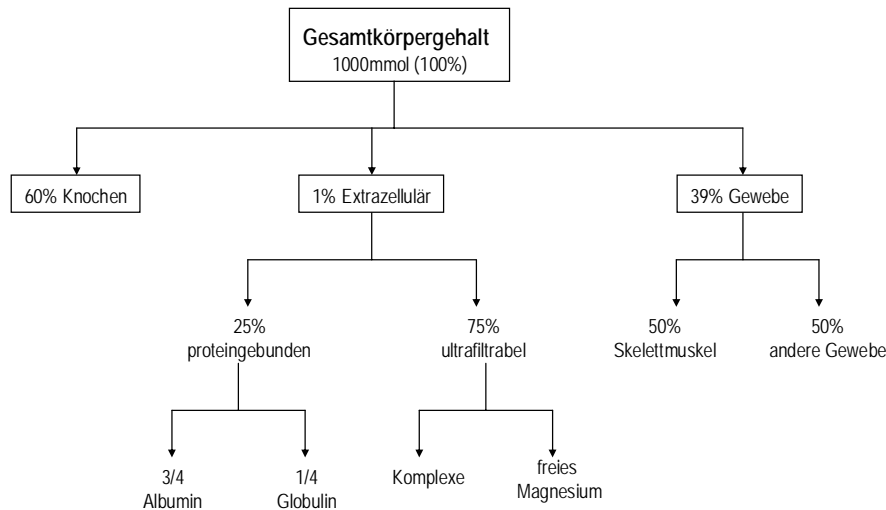 Gesamtkörpergehalt
1000mmol (100%)
60% Knochen
1% Extrazellulär
39% Gewebe
25%
proteingebunden
75%
ultrafiltrabel
50%
Skelettmuskel
50%
andere Gewebe
3/4
Albumin
1/4
Globulin
Komplexe
freies
Magnesium